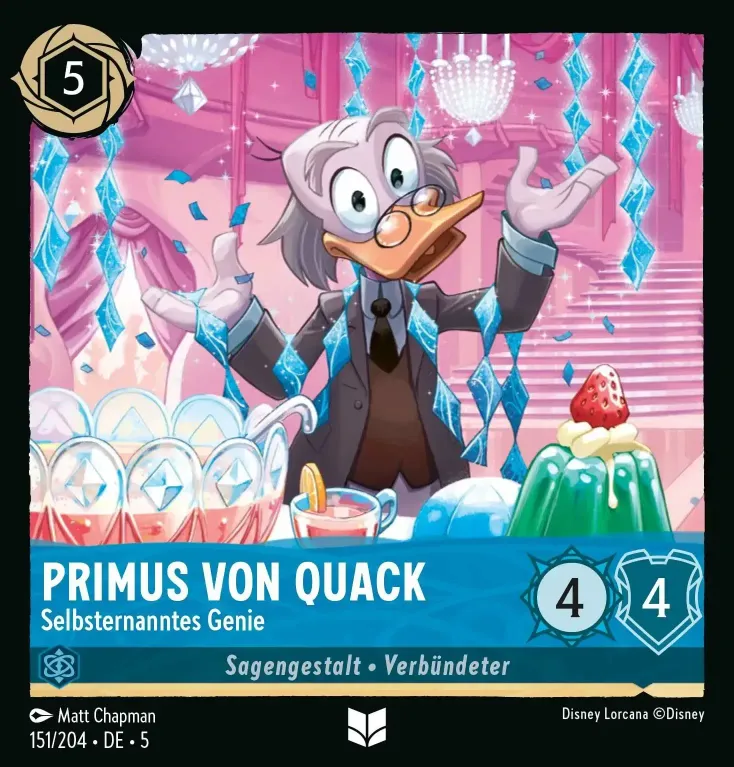 5
PRIMUS VON QUACK
Selbsternanntes Genie
4
4
Sagengestalt • Verbündeter
Matt Chapman
Disney Lorcana ©Disney
151/204 • DE • 5